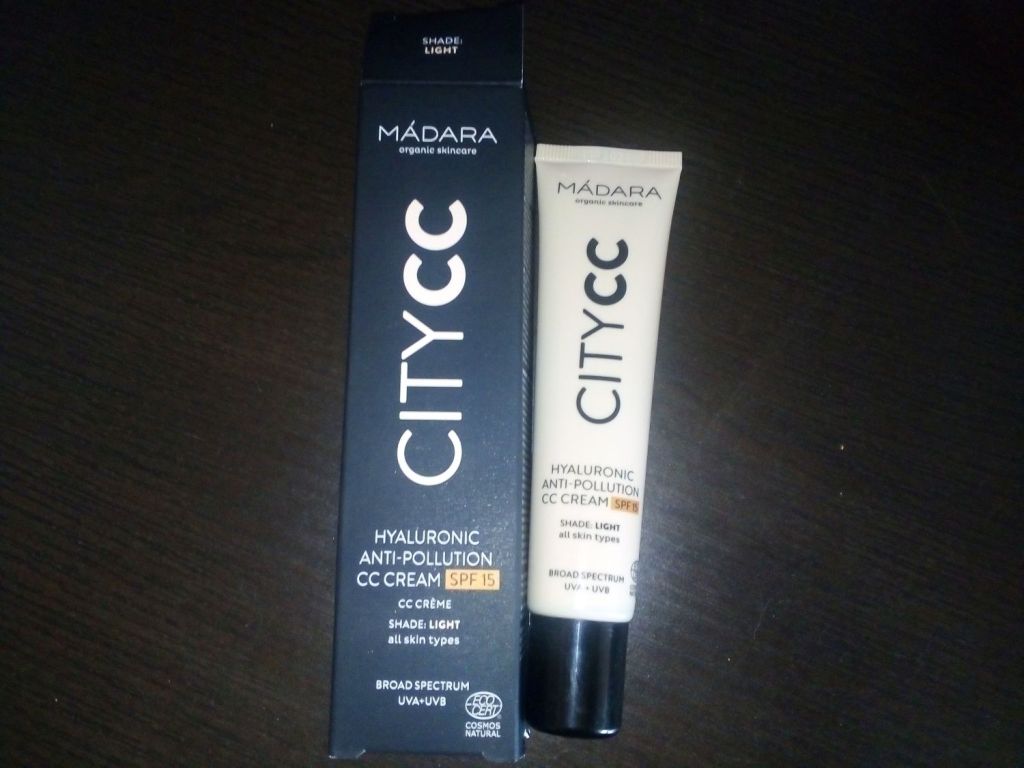 SHADE:
LIGHT
MÁDARA
organic skincare
CITYCC
HYALURONIC
ANTI-POLLUTION
CC CREAM SPF 15
CC CRÈME
SHADE: LIGHT
all skin types
BROAD SPECTRUM
UVA+UVB
ECO
CERT
COSMOS
NATURAL
MÁDARA
organic skincare
CITYCC
HYALURONIC
ANTI-POLLUTION
CC CREAM SPF 15
SHADE: LIGHT
all skin types
BROAD SPECTRUM
UVA + UVB